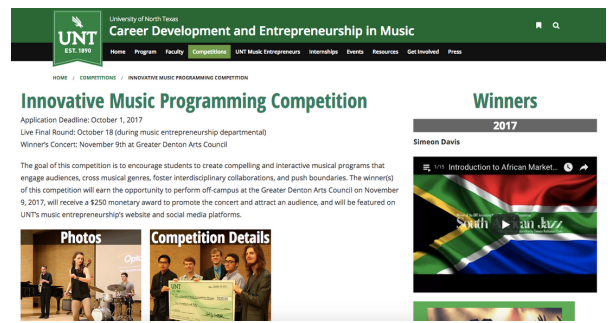 University of North Texas
Career Development and Entrepreneurship in Music
UNT
EST. 1890
Home Program Faculty Competitions UNT Music Entrepreneurs Internships Events Resources Get Involved Press
HOME / COMPETITIONS / INNOVATIVE MUSIC PROGRAMMING COMPETITION
Innovative Music Programming Competition
Application Deadline: October 1, 2017
Live Final Round: October 18 (during music entrepreneurship departmental)
Winner's Concert: November 9th at Greater Denton Arts Council
The goal of this competition is to encourage students to create compelling and interactive musical programs that
engage audiences, cross musical genres, foster interdisciplinary collaborations, and push boundaries. The winner(s)
of this competition will earn the opportunity to perform off-campus at the Greater Denton Arts Council on November
9, 2017, will receive a $250 monetary award to promote the concert and attract an audience, and will be featured on
UNT's music entrepreneurship's website and social media platforms.
Photos
Competition Details
UNT
Winners
2017
Simeon Davis
1/15 Introduction to African Market...
South an Jazz